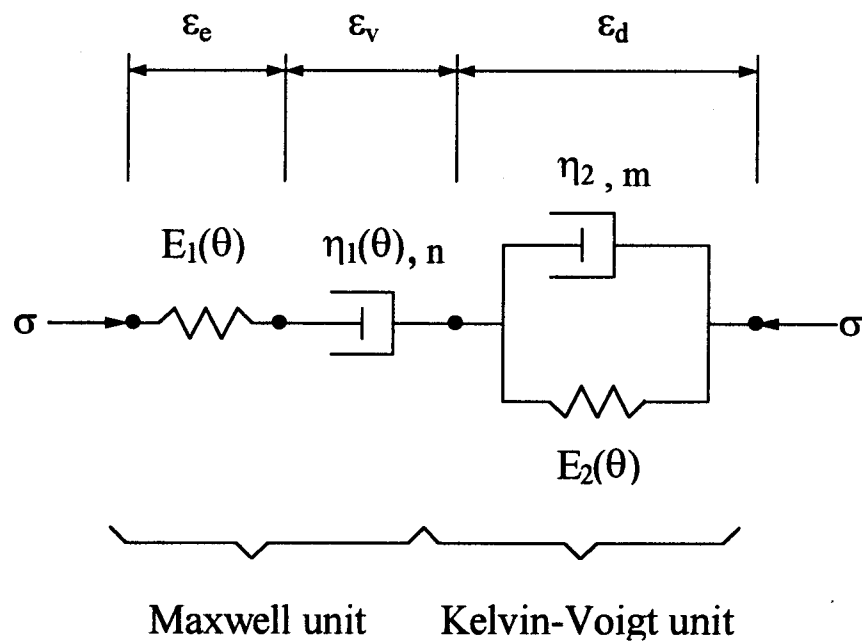 εe εv εd
η2 , m
E1(θ) η1(θ), n
σ σ
E2(θ)
Maxwell unit Kelvin-Voigt unit